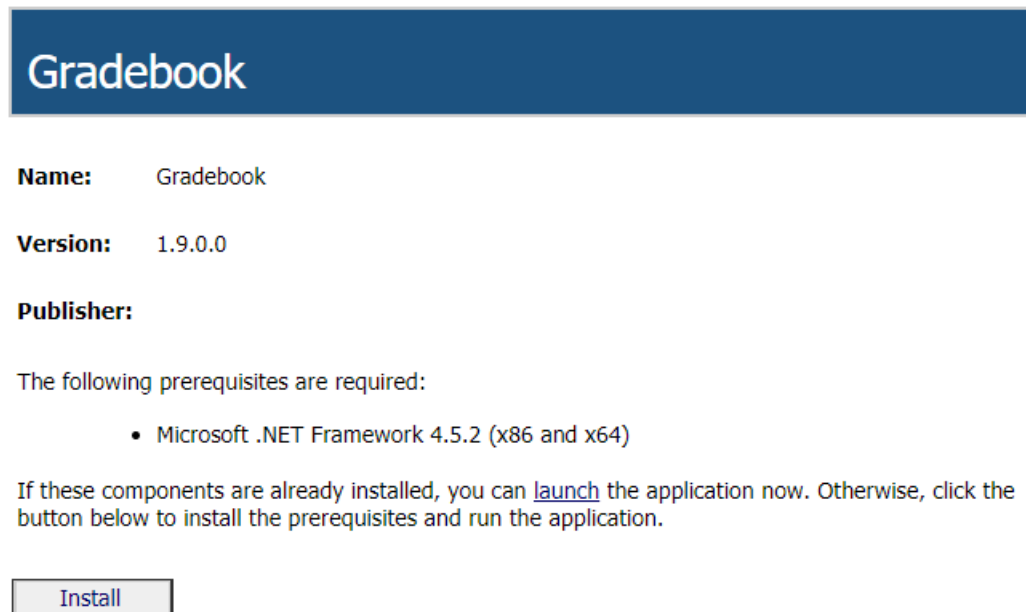 Gradebook
Name: Gradebook
Version: 1.9.0.0
Publisher:
The following prerequisites are required:
• Microsoft .NET Framework 4.5.2 (x86 and x64)
If these components are already installed, you can launch the application now. Otherwise, click the
button below to install the prerequisites and run the application.
Install